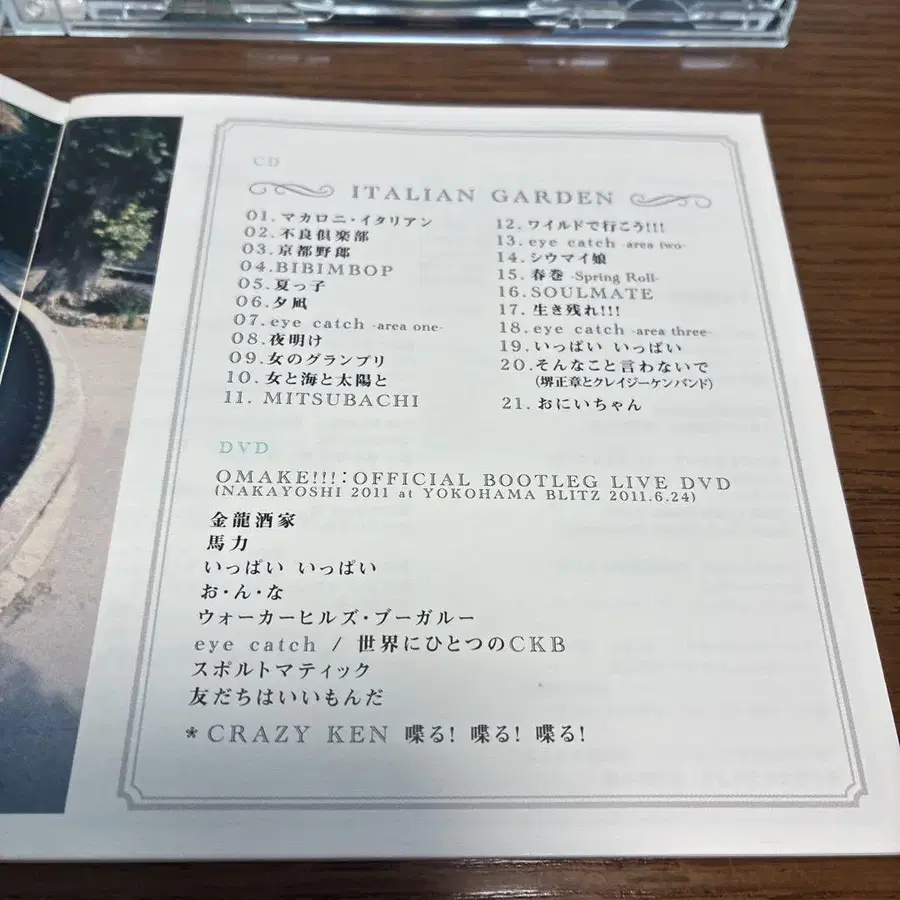 CD
ITALIAN GARDEN
01. マカロニ・イタリアン
02. 不良倶楽部
03. 京都野郎
04. BIBIMBOP
05. 夏っ子
06. 夕凪
07. eye catch -area one-
08. 夜明け
09. 女のグランプリ
10. 女と海と太陽と
11. MITSUBACHI
12. ワイルドで行こう!!!
13. eye catch -area two-
14. シウマイ娘
15. 春巻 -Spring Roll-
16. SOULMATE
17. 生き残れ!!!
18. eye catch -area three-
19. いっぱい いっぱい
20. そんなこと言わないで
(堺正章とクレイジーケンバンド)
21. おにいちゃん
DVD
OMAKE!!!：OFFICIAL BOOTLEG LIVE DVD
(NAKAYOSHI 2011 at YOKOHAMA BLITZ 2011.6.24)
金龍酒家
馬力
いっぱい いっぱい
お・ん・な
ウォーカーヒルズ・ブーガルー
eye catch / 世界にひとつのCKB
スポルトマティック
友だちはいいもんだ
*CRAZY KEN 喋る! 喋る! 喋る!